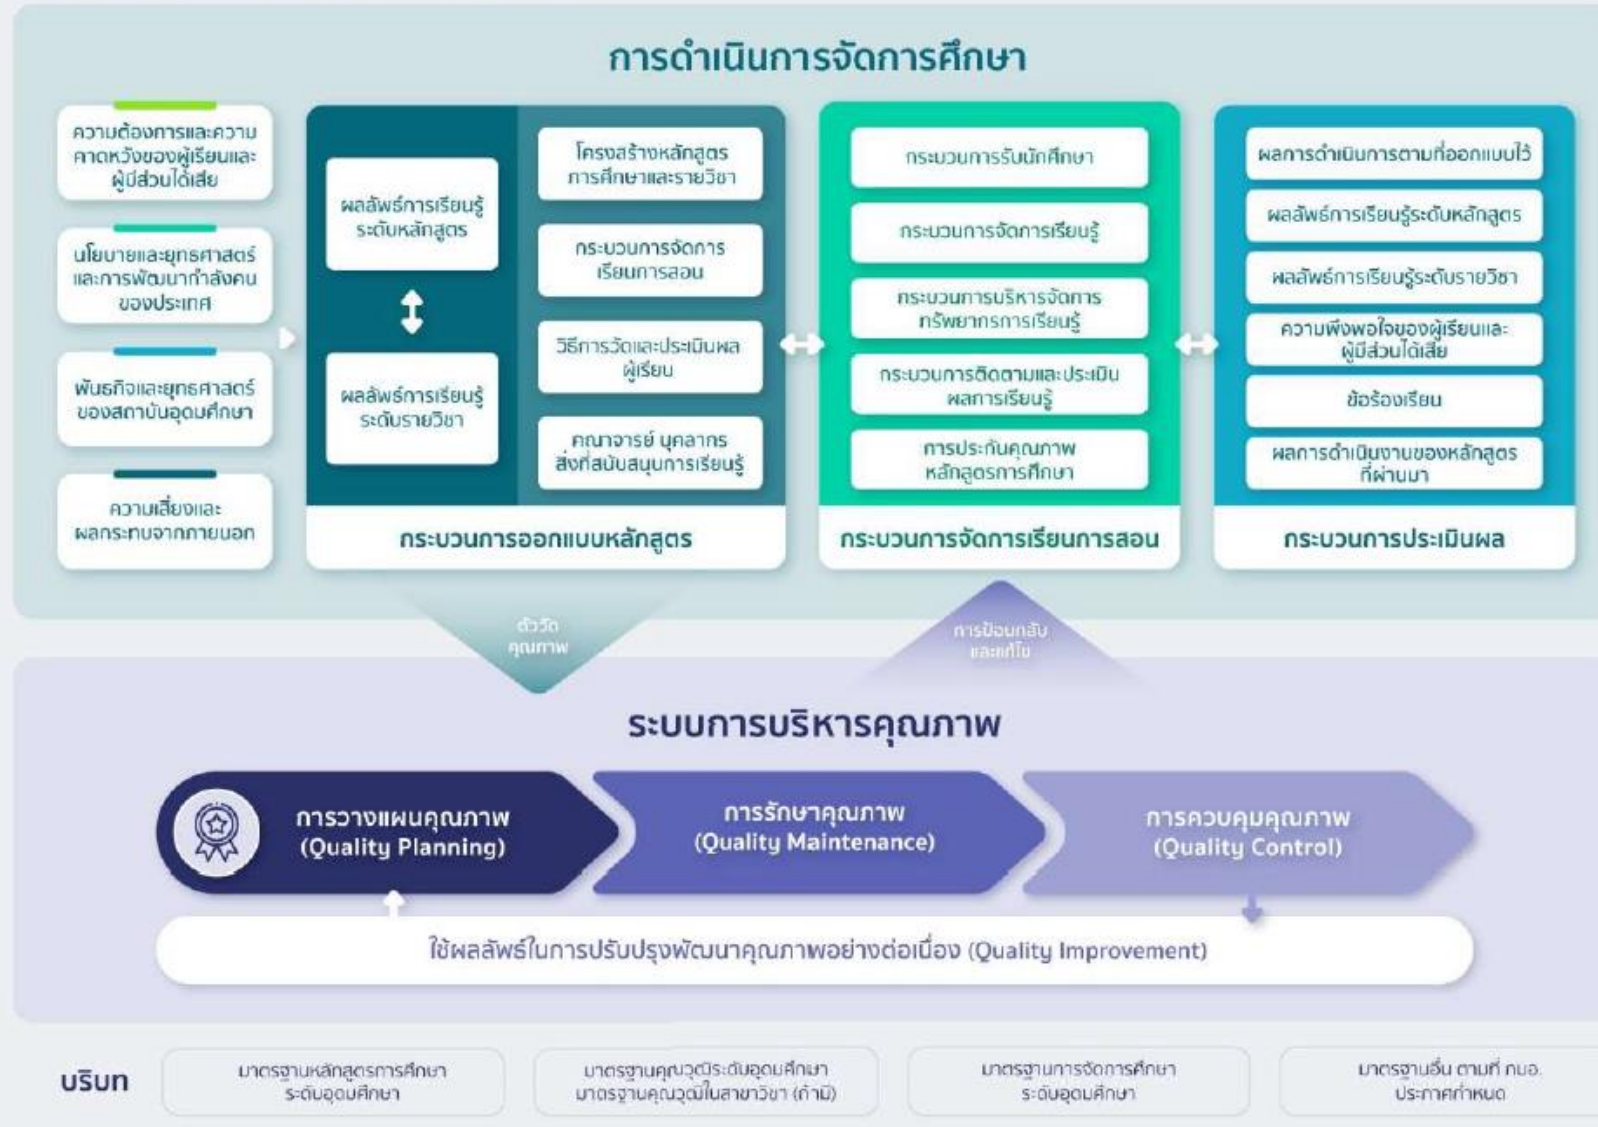 การดำเนินการจัดการศึกษา
ความต้องการและความ
คาดหวังของผู้เรียนและ
ผู้มีส่วนได้เสีย
นโยบายและยุทธศาสตร์
และการพัฒนากำลังคน
ของประเทศ
พันธกิจและยุทธศาสตร์
ของสถาบันอุดมศึกษา
ความเสี่ยงและ
ผลกระทบจากภายนอก
ผลลัพธ์การเรียนรู้
ระดับหลักสูตร
ผลลัพธ์การเรียนรู้
ระดับรายวิชา
โครงสร้างหลักสูตร
การศึกษาและรายวิชา
กระบวนการจัดการ
เรียนการสอน
วิธีการวัดและประเมินผล
ผู้เรียน
คณาจารย์ บุคลากร
สิ่งที่สนับสนุนการเรียนรู้
กระบวนการออกแบบหลักสูตร
กระบวนการรับนักศึกษา
กระบวนการจัดการเรียนรู้
กระบวนการบริหารจัดการ
ทรัพยากรการเรียนรู้
กระบวนการติดตามและประเมิน
ผลการเรียนรู้
การประกันคุณภาพ
หลักสูตรการศึกษา
กระบวนการจัดการเรียนการสอน
ผลการดำเนินการตามที่ออกแบบไว้
ผลลัพธ์การเรียนรู้ระดับหลักสูตร
ผลลัพธ์การเรียนรู้ระดับรายวิชา
ความพึงพอใจของผู้เรียนและ
ผู้มีส่วนได้เสีย
ข้อร้องเรียน
ผลการดำเนินงานของหลักสูตร
ที่ผ่านมา
กระบวนการประเมินผล
ตัววัด
คุณภาพ
การป้อนกลับ
และแก้ไข
ระบบการบริหารคุณภาพ
การวางแผนคุณภาพ
(Quality Planning)
การรักษาคุณภาพ
(Quality Maintenance)
การควบคุมคุณภาพ
(Quality Control)
ใช้ผลลัพธ์ในการปรับปรุงพัฒนาคุณภาพอย่างต่อเนื่อง (Quality Improvement)
บริบท
มาตรฐานหลักสูตรการศึกษา
ระดับอุดมศึกษา
มาตรฐานคุณวุฒิระดับอุดมศึกษา
มาตรฐานคุณวุฒิในสาขาวิชา (ถ้ามี)
มาตรฐานการจัดการศึกษา
ระดับอุดมศึกษา
มาตรฐานอื่น ตามที่ กมอ.
ประกาศกำหนด